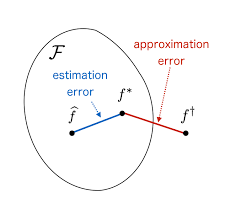 𝓕
approximation
error
estimation
error
f*
f̂
f†